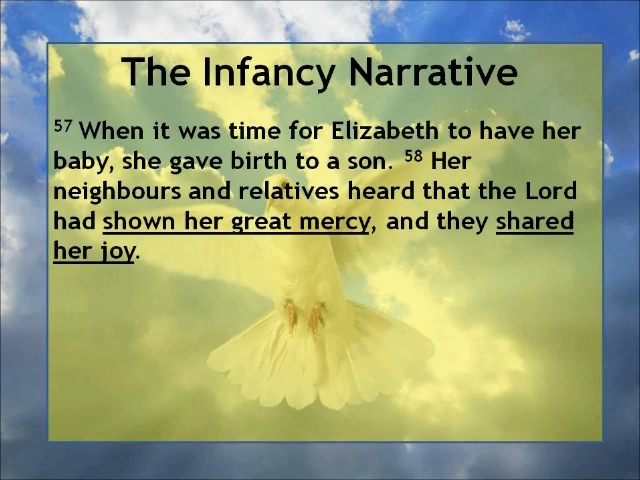 The Infancy Narrative
57 When it was time for Elizabeth to have her
baby, she gave birth to a son. 58 Her
neighbours and relatives heard that the Lord
had shown her great mercy, and they shared
her joy.